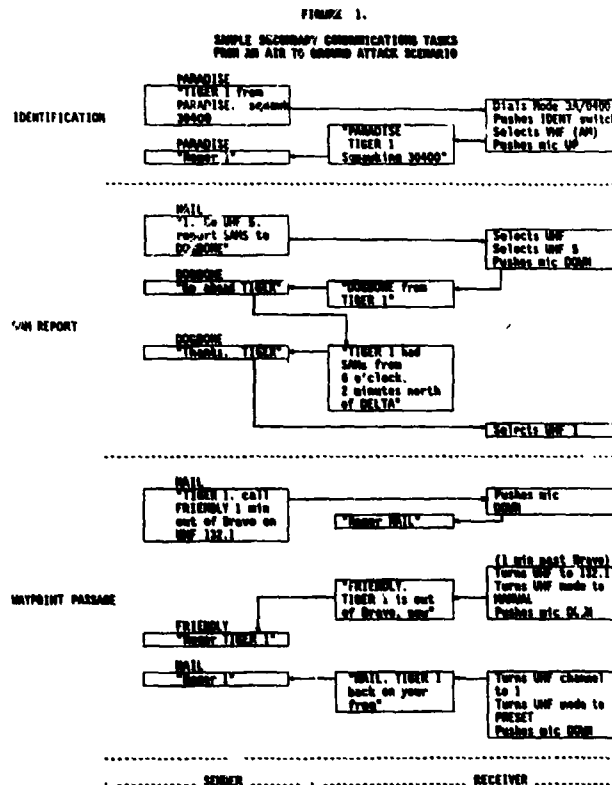 FIGURE 1.
SAMPLE SECONDARY COMMUNICATIONS TASKS
FROM AN AIR TO GROUND ATTACK SCENARIO
IDENTIFICATION
PARADISE
"TIGER 1 from
PARADISE. squawk
30400
Dials Mode 3A/0400
Pushes IDENT switch
Selects VHF (AM)
Pushes mic UP
"PARADISE
TIGER 1
Squawking 30400"
PARADISE
"Roger 1"
SAM REPORT
NAIL
"1. Go UHF 5.
report SAMS to
DOGBONE"
Selects UHF
Selects UHF 5
Pushes mic DOWN
"DOGBONE from
TIGER 1"
DOGBONE
"Go ahead TIGER"
"TIGER 1 had
SAMs from
6 o'clock.
2 minutes north
of DELTA"
DOGBONE
"Thanks. TIGER"
Selects UHF 1
WAYPOINT PASSAGE
NAIL
"TIGER 1. call
FRIENDLY 1 min
out of Bravo on
132.1
Pushes mic
DOWN
"Roger NAIL"
(1 min past Bravo)
Turns UHF to 132.1
Turns UHF mode to
MANUAL
Pushes mic DOWN
"FRIENDLY.
TIGER 1 is out
of Bravo, now"
FRIENDLY
"Roger TIGER 1"
Turns UHF channel
to 1
Turns UHF mode to
PRESET
Pushes mic DOWN
"NAIL. TIGER 1
back on your
freq"
NAIL
"Roger 1"
SENDER
RECEIVER